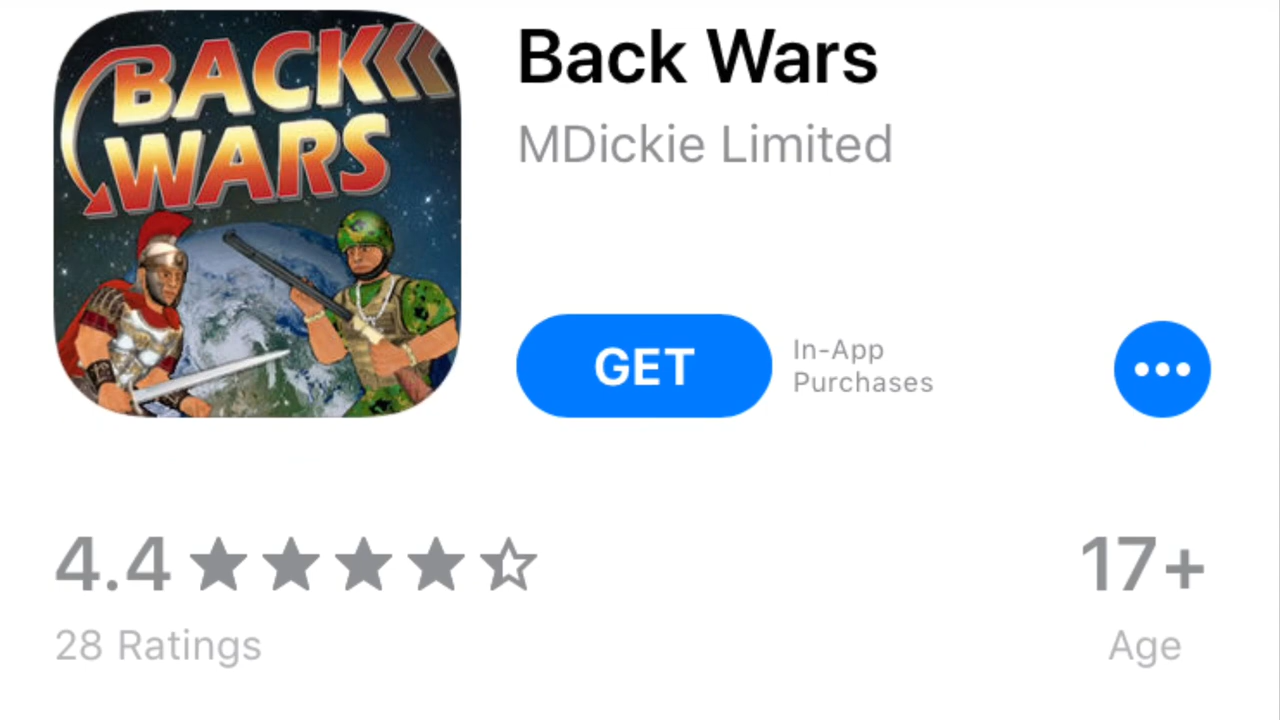 BACK
WARS
Back Wars
MDickie Limited
GET
In-App
Purchases
4.4
28 Ratings
17+
Age